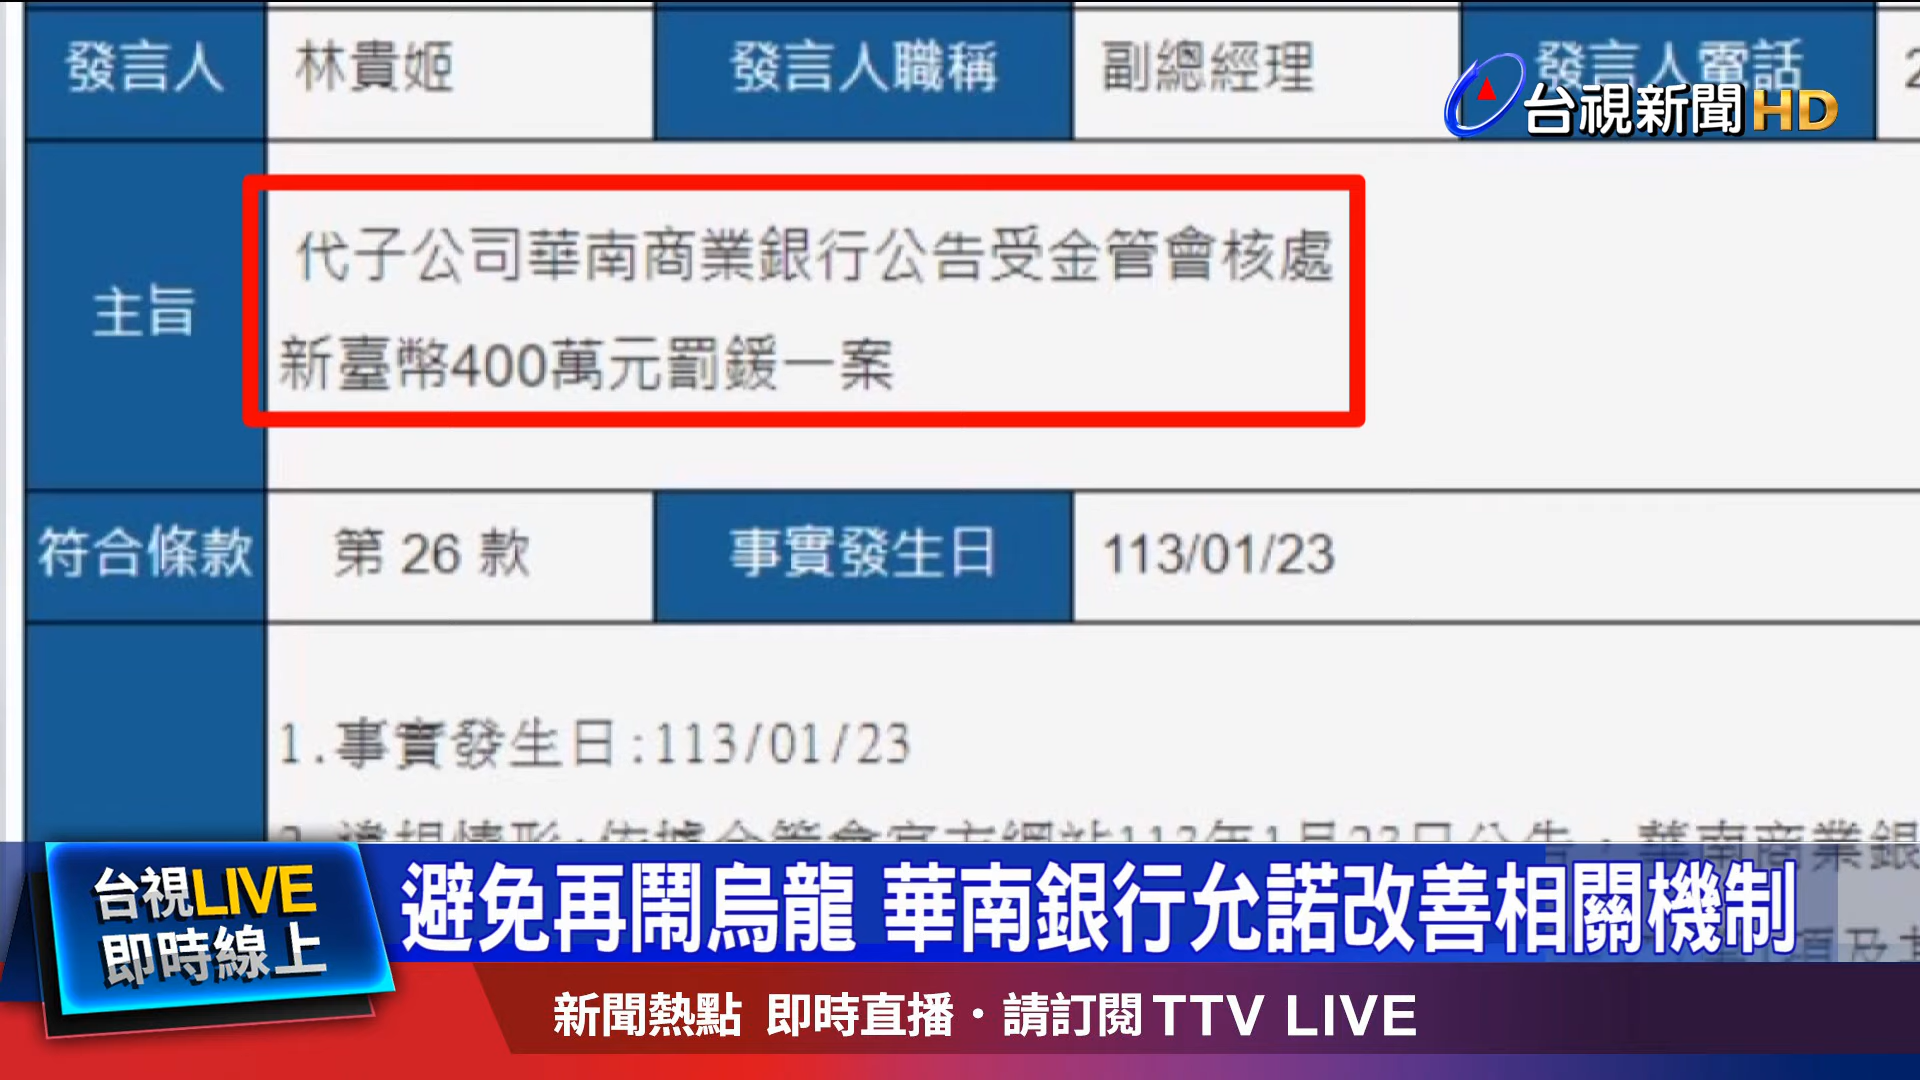 發言人 林貴姬 發言人職稱 副總經理 發言人電話 2
台視新聞HD
代子公司華南商業銀行公告受金管會核處
主旨
新臺幣400萬元罰鍰一案
符合條款 第 26 款 事實發生日 113/01/23
1.事實發生日:113/01/23
台視LIVE
即時線上
避免再鬧烏龍 華南銀行允諾改善相關機制
新聞熱點 即時直播·請訂閱TTV LIVE